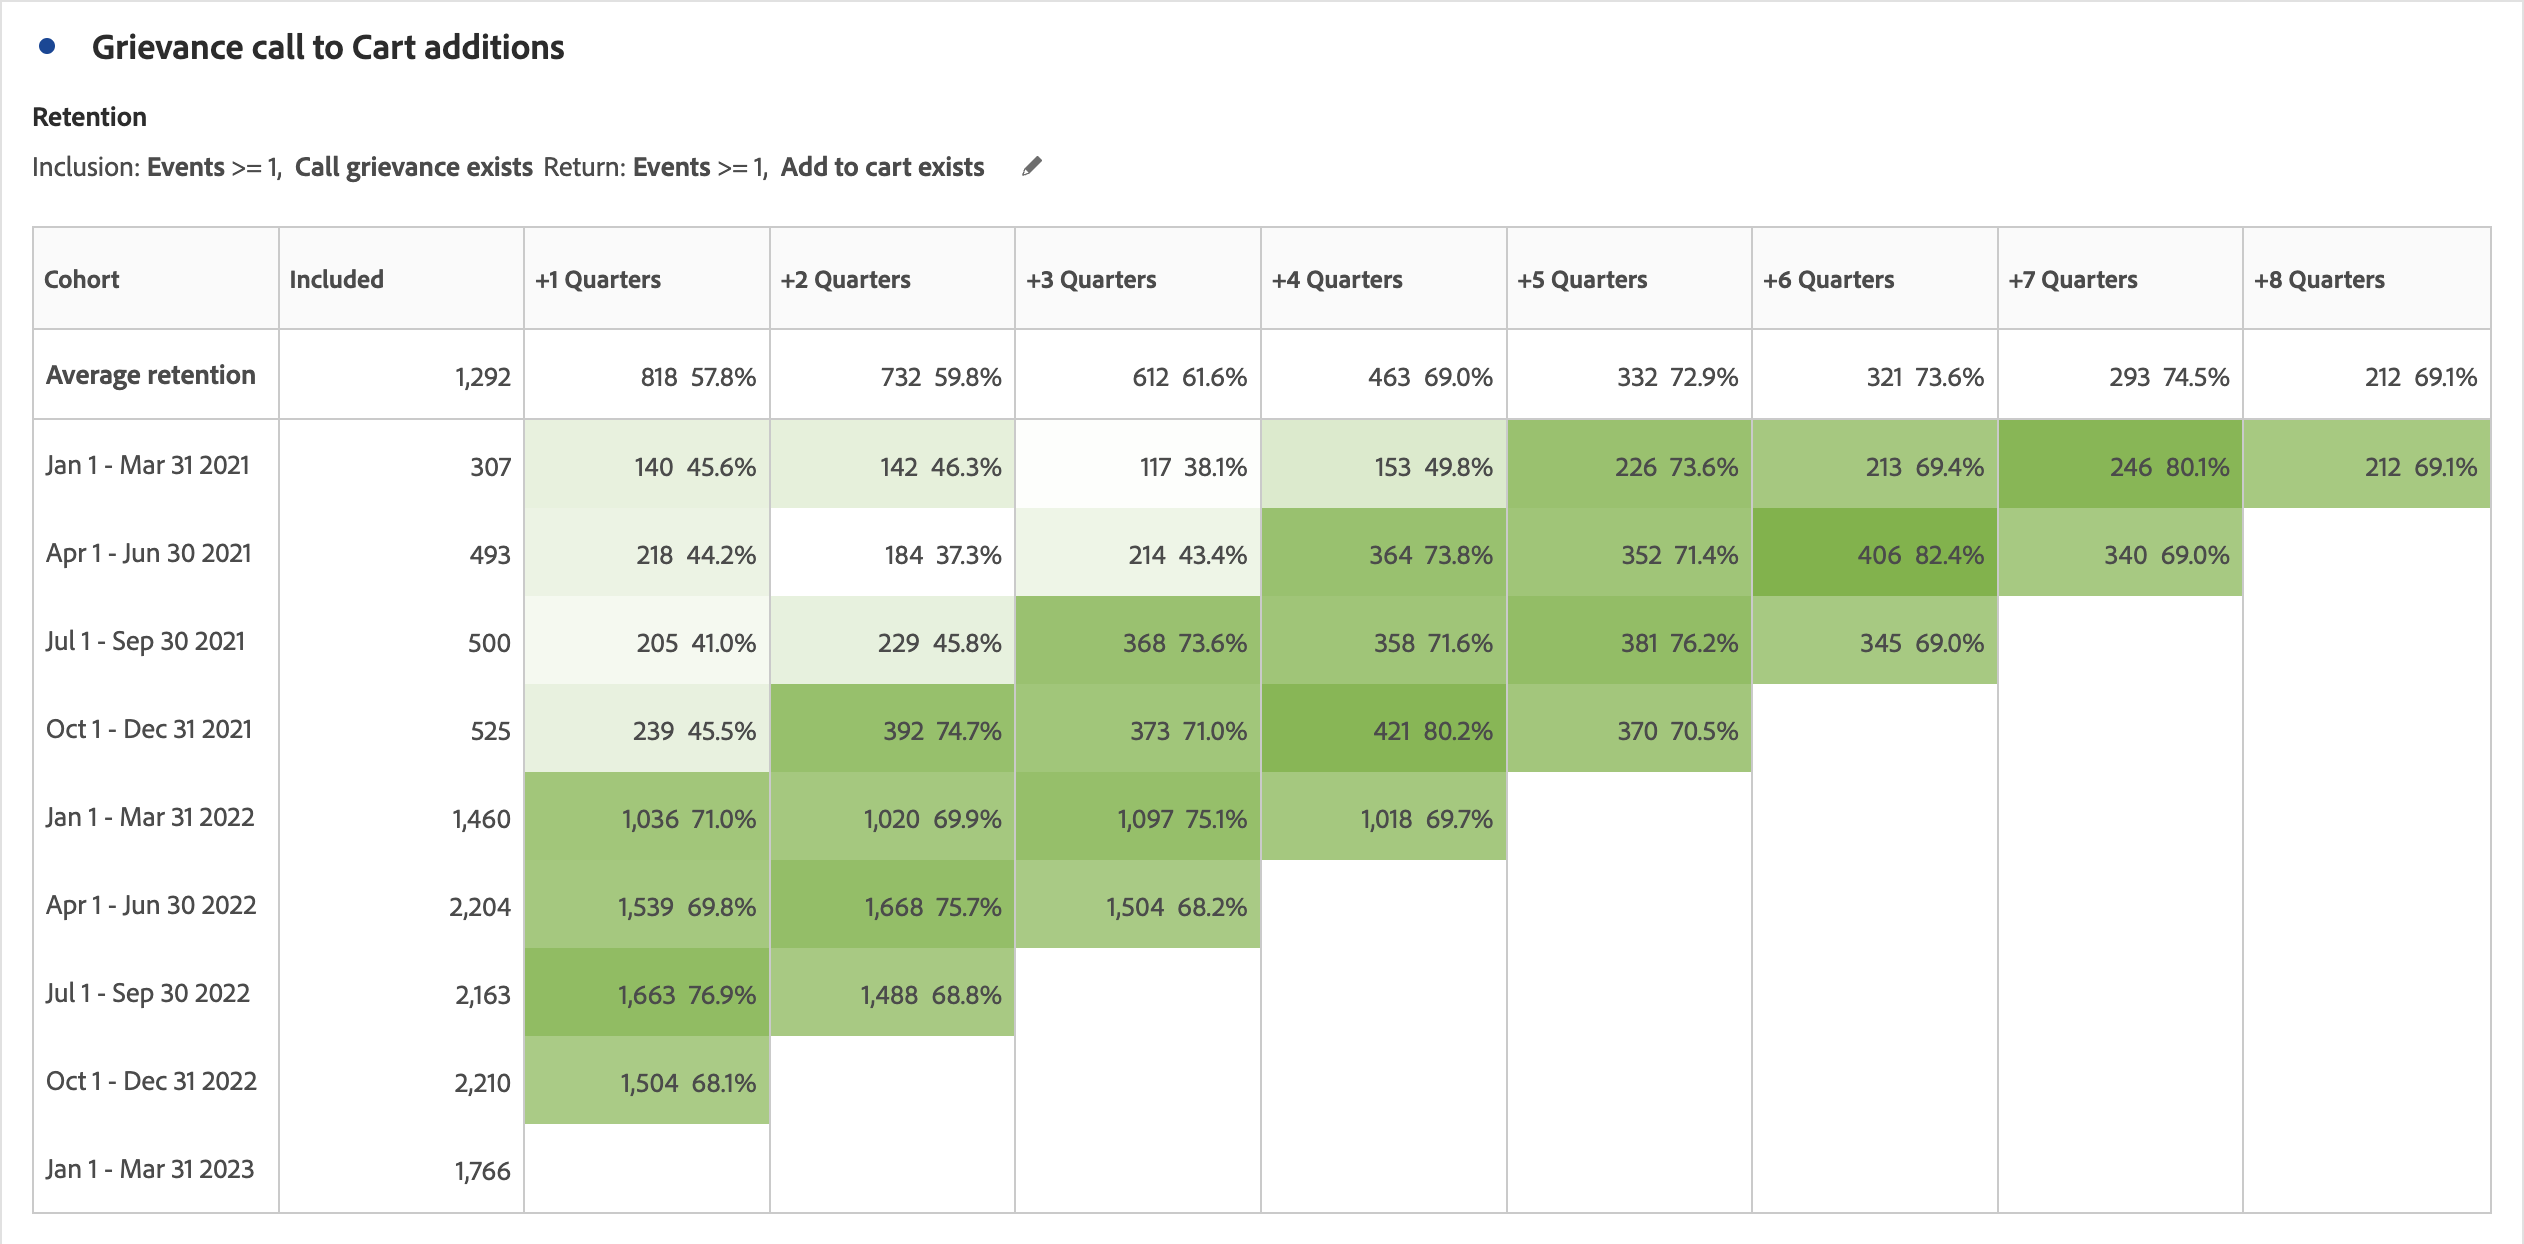 Grievance call to Cart additions
Retention
Inclusion: Events >= 1, Call grievance exists Return: Events >= 1, Add to cart exists
Cohort Included +1 Quarters +2 Quarters +3 Quarters +4 Quarters +5 Quarters +6 Quarters +7 Quarters +8 Quarters
Average retention 1,292 818 57.8% 732 59.8% 612 61.6% 463 69.0% 332 72.9% 321 73.6% 293 74.5% 212 69.1%
Jan 1 - Mar 31 2021 307 140 45.6% 142 46.3% 117 38.1% 153 49.8% 226 73.6% 213 69.4% 246 80.1% 212 69.1%
Apr 1 - Jun 30 2021 493 218 44.2% 184 37.3% 214 43.4% 364 73.8% 352 71.4% 406 82.4% 340 69.0%
Jul 1 - Sep 30 2021 500 205 41.0% 229 45.8% 368 73.6% 358 71.6% 381 76.2% 345 69.0%
Oct 1 - Dec 31 2021 525 239 45.5% 392 74.7% 373 71.0% 421 80.2% 370 70.5%
Jan 1 - Mar 31 2022 1,460 1,036 71.0% 1,020 69.9% 1,097 75.1% 1,018 69.7%
Apr 1 - Jun 30 2022 2,204 1,539 69.8% 1,668 75.7% 1,504 68.2%
Jul 1 - Sep 30 2022 2,163 1,663 76.9% 1,488 68.8%
Oct 1 - Dec 31 2022 2,210 1,504 68.1%
Jan 1 - Mar 31 2023 1,766